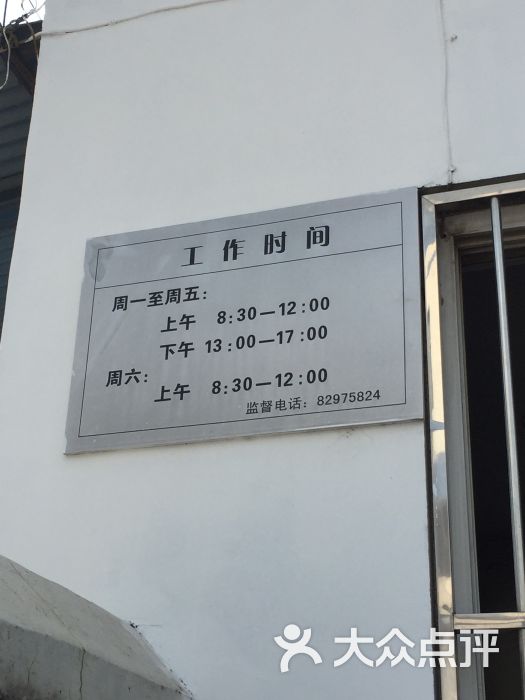 工作时间
周一至周五：
上午 8:30—12:00
下午 13:00—17:00
周六：
上午 8:30—12:00
监督电话：82975824
大众点评